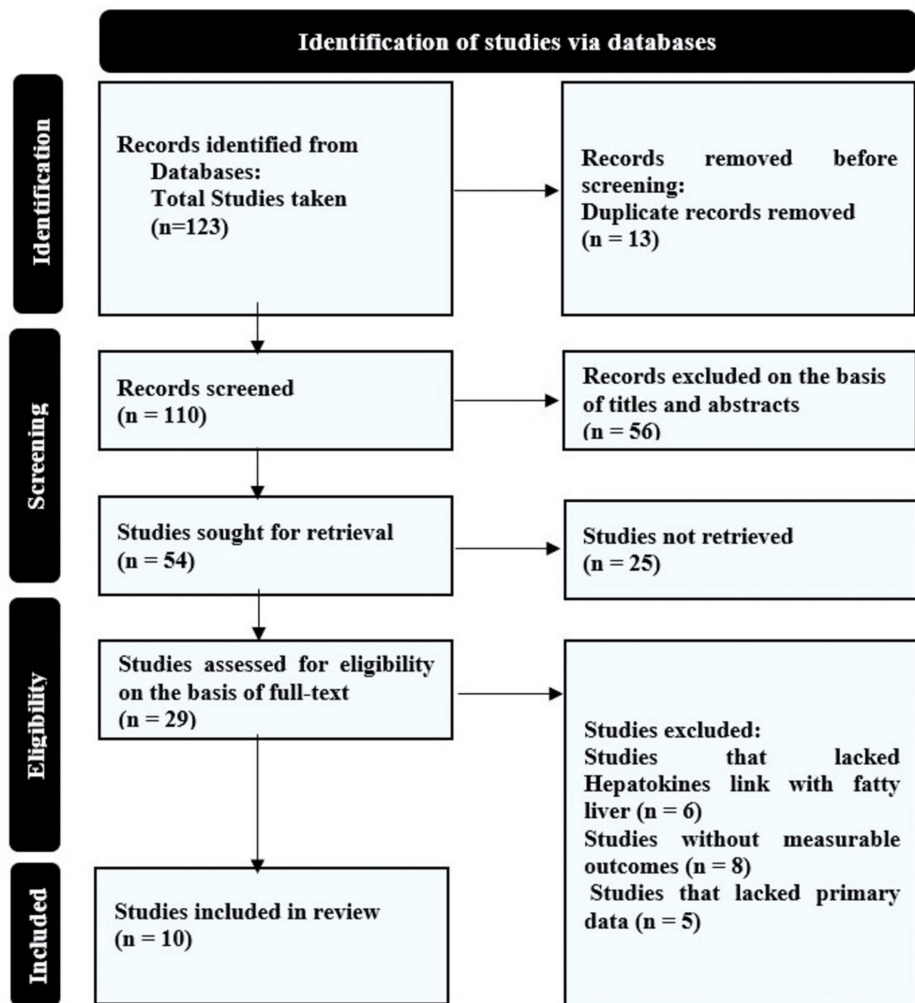 Identification of studies via databases
Identification
Records identified from
Databases:
Total Studies taken
(n=123)
Records removed before
screening:
Duplicate records removed
(n = 13)
Screening
Records screened
(n = 110)
Records excluded on the basis
of titles and abstracts
(n = 56)
Studies sought for retrieval
(n = 54)
Studies not retrieved
(n = 25)
Eligibility
Studies assessed for eligibility
on the basis of full-text
(n = 29)
Studies excluded:
Studies that lacked
Hepatokines link with fatty
liver (n = 6)
Studies without measurable
outcomes (n = 8)
Studies that lacked primary
data (n = 5)
Included
Studies included in review
(n = 10)